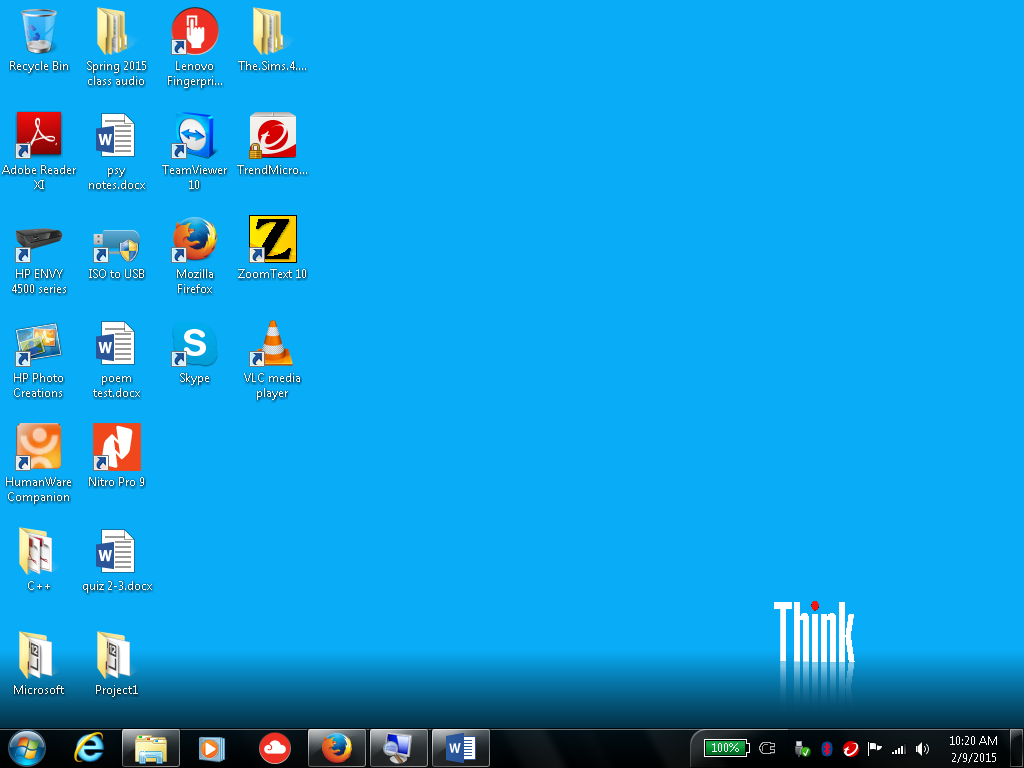 Recycle Bin
Spring 2015
class audio
Lenovo
Fingerpri...
The.Sims.4....
Adobe Reader
XI
psy
notes.docx
TeamViewer
10
TrendMicro...
HP ENVY
4500 series
ISO to USB
Mozilla
Firefox
ZoomText 10
HP Photo
Creations
poem
test.docx
Skype
VLC media
player
HumanWare
Companion
Nitro Pro 9
C++
quiz 2-3.docx
Think
Microsoft
Project1
100%
10:20 AM
2/9/2015